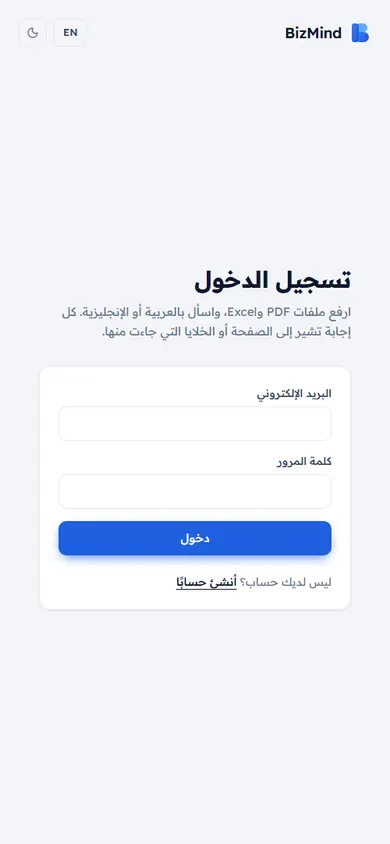 BizMind
EN
تسجيل الدخول
ارفع ملفات PDF وExcel، واسأل بالعربية أو الإنجليزية. كل
إجابة تشير إلى الصفحة أو الخلايا التي جاءت منها.
البريد الإلكتروني
كلمة المرور
دخول
ليس لديك حساب؟ أنشئ حسابًا